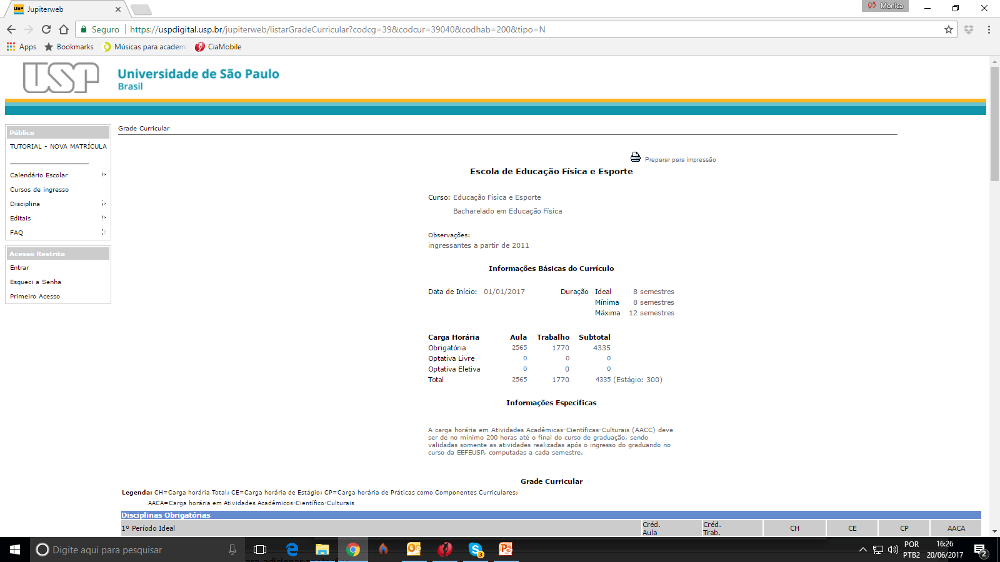 USP Jupiterweb
Monica
Seguro https://uspdigital.usp.br/jupiterweb/listarGradeCurricular?codcg=39&codcur=39040&codhab=200&tipo=N
Apps Bookmarks Músicas para academ CiaMobile
USP Universidade de São Paulo
Brasil
Público
TUTORIAL - NOVA MATRÍCULA
Calendário Escolar
Cursos de ingresso
Disciplina
Editais
FAQ
Acesso Restrito
Entrar
Esqueci a Senha
Primeiro Acesso
Grade Curricular
Preparar para impressão
Escola de Educação Física e Esporte
Curso: Educação Física e Esporte
Bacharelado em Educação Física
Observações:
ingressantes a partir de 2011
Informações Básicas do Currículo
Data de Início: 01/01/2017 Duração Ideal 8 semestres
Mínima 8 semestres
Máxima 12 semestres
Carga Horária Aula Trabalho Subtotal
Obrigatória 2565 1770 4335
Optativa Livre 0 0 0
Optativa Eletiva 0 0 0
Total 2565 1770 4335 (Estágio: 300)
Informações Específicas
A carga horária em Atividades Acadêmicas-Científicas-Culturais (AACC) deve
ser de no mínimo 200 horas até o final do curso de graduação, sendo
validadas somente as atividades realizadas após o ingresso do graduando no
curso da EEFEUSP, computadas a cada semestre.
Grade Curricular
Legenda: CH=Carga horária Total; CE=Carga horária de Estágio; CP=Carga horária de Práticas como Componentes Curriculares;
AACA=Carga horária em Atividades Acadêmicos-Científico-Culturais
Disciplinas Obrigatórias
1º Período Ideal Créd. Aula Créd. Trab. CH CE CP AACA
Digite aqui para pesquisar
3
POR
PTB2
16:26
20/06/2017
2